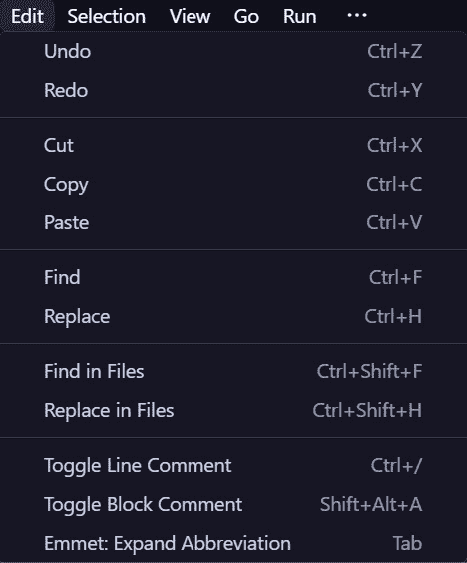 Edit Selection View Go Run ...
Undo Ctrl+Z
Redo Ctrl+Y
Cut Ctrl+X
Copy Ctrl+C
Paste Ctrl+V
Find Ctrl+F
Replace Ctrl+H
Find in Files Ctrl+Shift+F
Replace in Files Ctrl+Shift+H
Toggle Line Comment Ctrl+/
Toggle Block Comment Shift+Alt+A
Emmet: Expand Abbreviation Tab